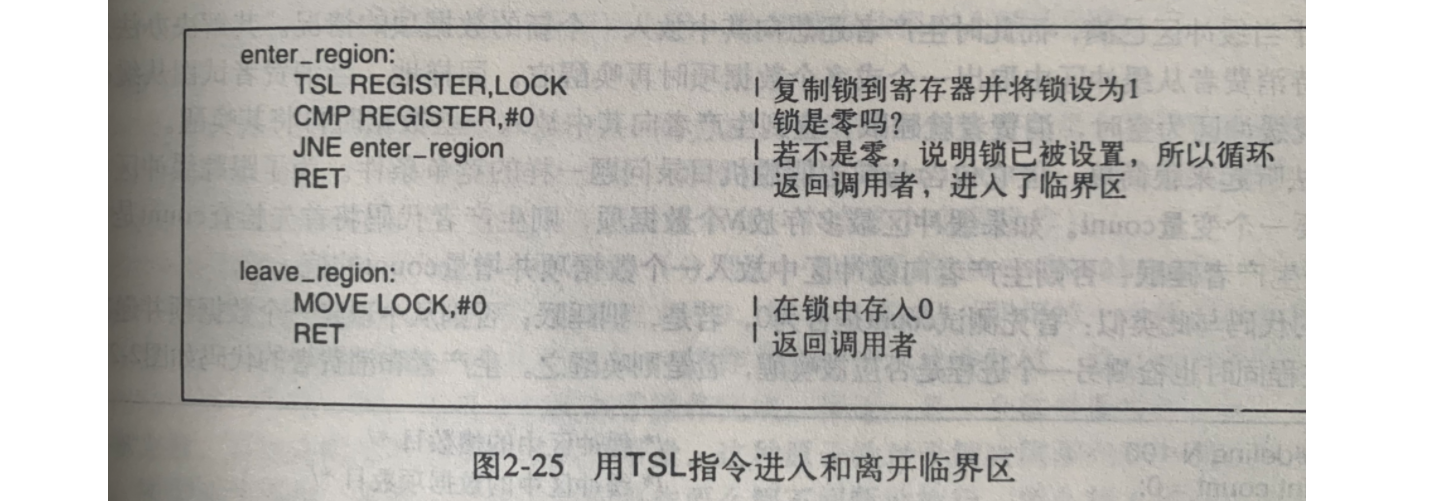 enter_region:
TSL REGISTER,LOCK | 复制锁到寄存器并将锁设为1
CMP REGISTER,#0 | 锁是零吗?
JNE enter_region | 若不是零，说明锁已被设置，所以循环
RET | 返回调用者，进入了临界区
leave_region:
MOVE LOCK,#0 | 在锁中存入0
RET | 返回调用者
图2-25 用TSL指令进入和离开临界区